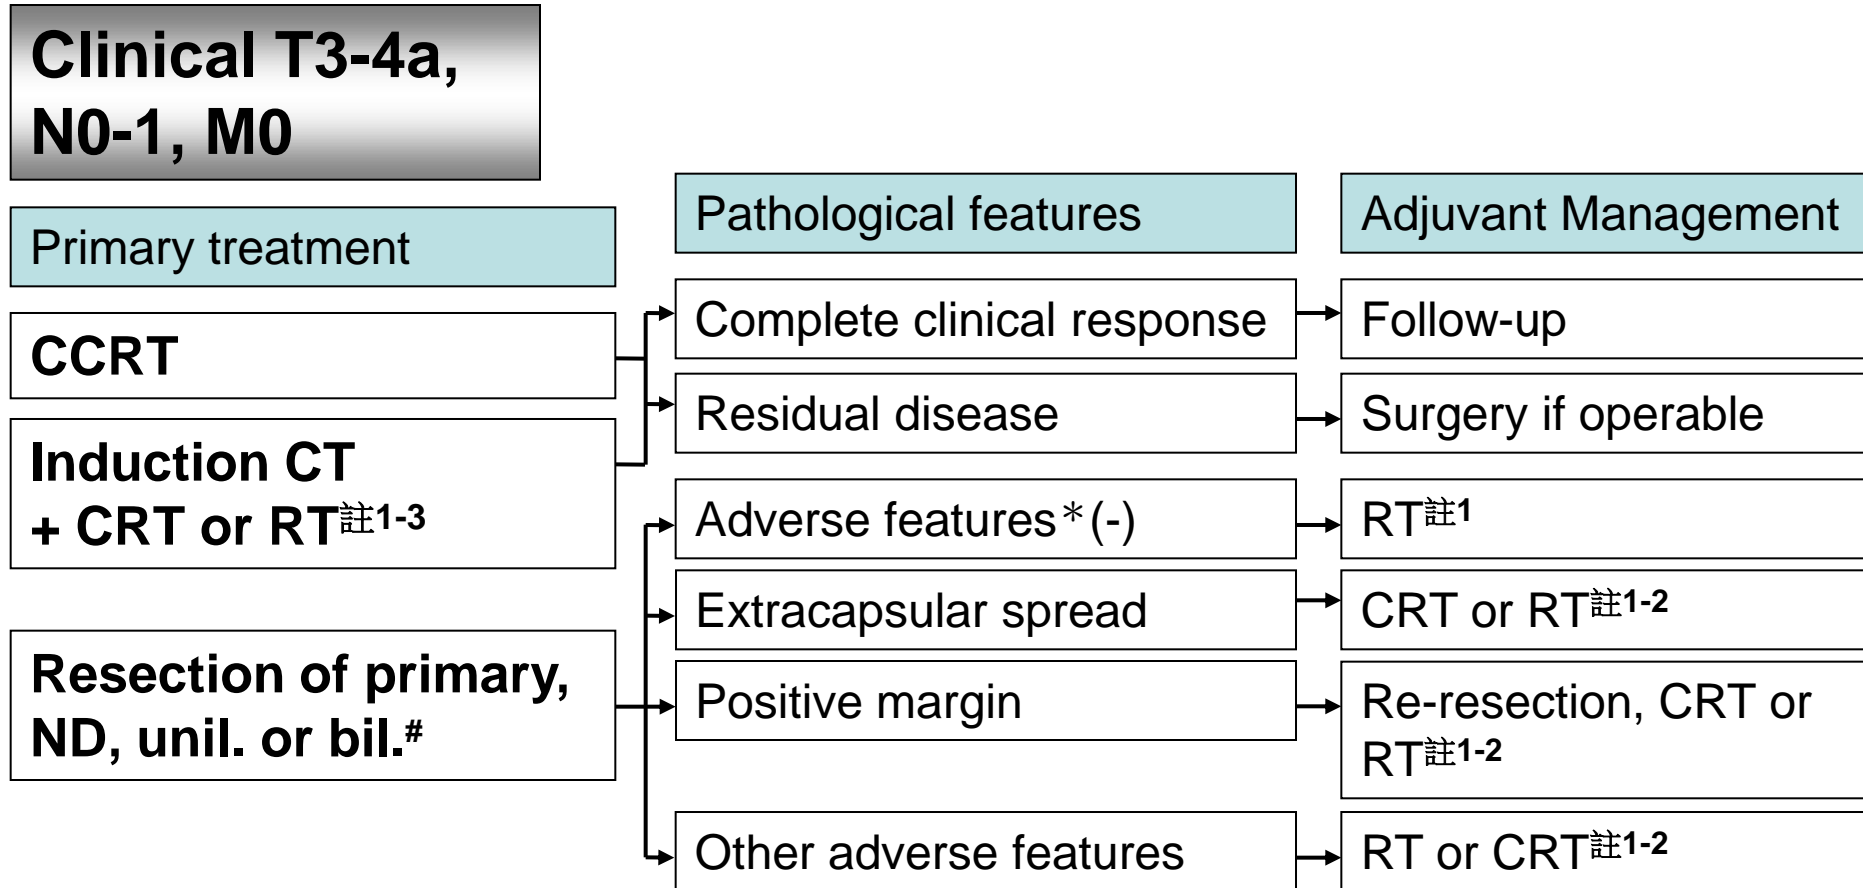 Clinical T3-4a,
N0-1, M0
Primary treatment
CCRT
Induction CT
+ CRT or RT註1-3
Resection of primary,
ND, unil. or bil.#
Pathological features
Complete clinical response
Residual disease
Adverse features*(-)
Extracapsular spread
Positive margin
Other adverse features
Adjuvant Management
Follow-up
Surgery if operable
RT註1
CRT or RT註1-2
Re-resection, CRT or
RT註1-2
RT or CRT註1-2